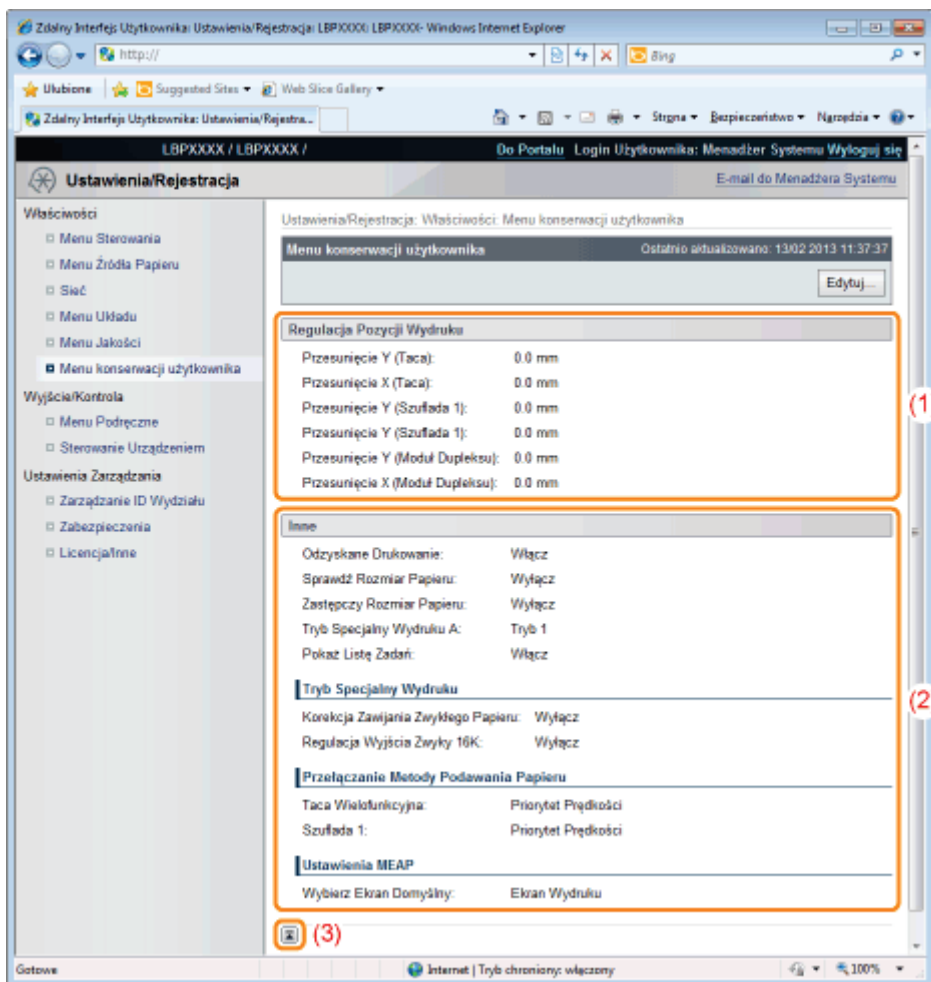 Zdalny Interfejs Użytkownika: Ustawienia/Rejestracja: LBPXXXX: LBPXXXX- Windows Internet Explorer
http://
Bing
Ulubione Suggested Sites Web Slice Gallery
Zdalny Interfejs Użytkownika: Ustawienia/Rejestra... Strona Bezpieczeństwo Narzędzia
LBPXXXX / LBPXXXX / Do Portalu Login Użytkownika: Menadżer Systemu Wyloguj się
Ustawienia/Rejestracja E-mail do Menadżera Systemu
Właściwości
Menu Sterowania
Menu Źródła Papieru
Sieć
Menu Układu
Menu Jakości
Menu konserwacji użytkownika
Wyjście/Kontrola
Menu Podręczne
Sterowanie Urządzeniem
Ustawienia Zarządzania
Zarządzanie ID Wydziału
Zabezpieczenia
Licencja/Inne
Ustawienia/Rejestracja: Właściwości: Menu konserwacji użytkownika
Menu konserwacji użytkownika Ostatnio aktualizowano: 13/02 2013 11:37:37
Edytuj...
Regulacja Pozycji Wydruku
Przesunięcie Y (Taca): 0.0 mm
Przesunięcie X (Taca): 0.0 mm
Przesunięcie Y (Szuflada 1): 0.0 mm
Przesunięcie Y (Szuflada 1): 0.0 mm
Przesunięcie Y (Moduł Dupleksu): 0.0 mm
Przesunięcie X (Moduł Dupleksu): 0.0 mm
(1
Inne
Odzyskane Drukowanie: Włącz
Sprawdź Rozmiar Papieru: Wyłącz
Zastępczy Rozmiar Papieru: Wyłącz
Tryb Specjalny Wydruku A: Tryb 1
Pokaż Listę Zadań: Włącz
Tryb Specjalny Wydruku
(2
Korekcja Zawijania Zwykłego Papieru: Wyłącz
Regulacja Wyjścia Zwyky 16K: Wyłącz
Przełączanie Metody Podawania Papieru
Taca Wielofunkcyjna: Priorytet Prędkości
Szuflada 1: Priorytet Prędkości
Ustawienia MEAP
Wybierz Ekran Domyślny: Ekran Wydruku
(3)
Gotowe Internet | Tryb chroniony: włączony 100%